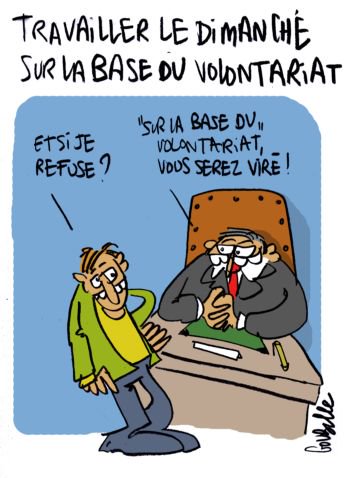 TRAVAILLER LE DIMANCHE
SUR LA BASE DU VOLONTARIAT
ET SI JE
REFUSE ?
"SUR LA BASE DU
VOLONTARIAT",
VOUS SEREZ VIRÉ !